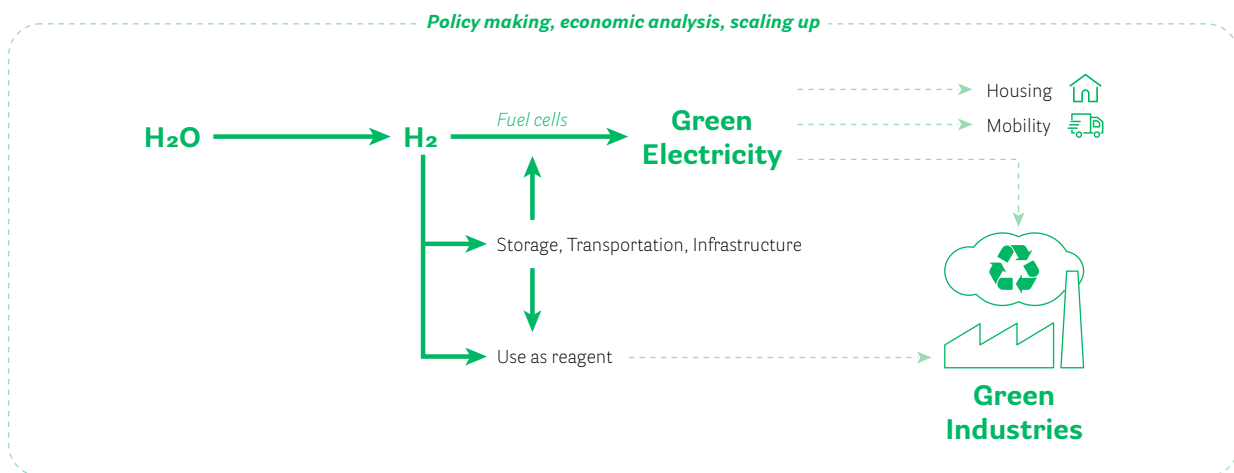 Policy making, economic analysis, scaling up
H2O
H2
Fuel cells
Green
Electricity
Housing
Mobility
Storage, Transportation, Infrastructure
Use as reagent
Green
Industries